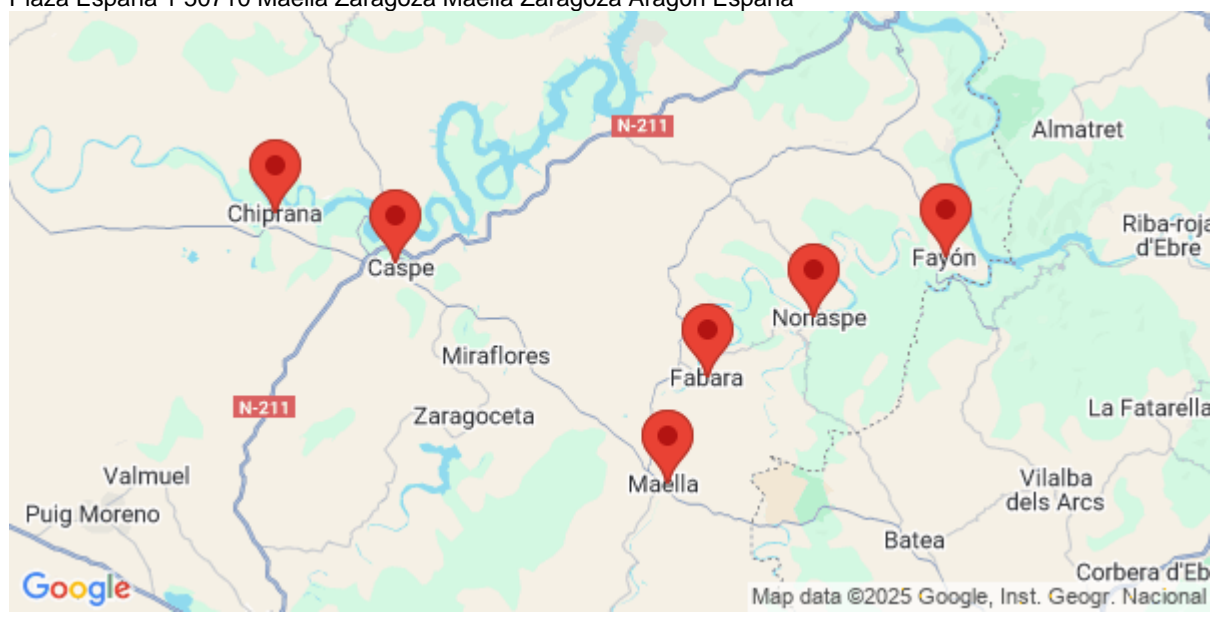 Plaza España 1 50710 Maella Zaragoza Maella Zaragoza Aragón España
N-211
Almatret
Chiprana
Riba-roja
d'Ebre
Caspe
Fayón
Nonaspe
Miraflores
Fabara
N-211
Zaragoceta
La Fatarella
Valmuel
Maella
Vilalba
dels Arcs
Puig Moreno
Batea
Corbera d'Eb
Google
Map data ©2025 Google, Inst. Geogr. Nacional